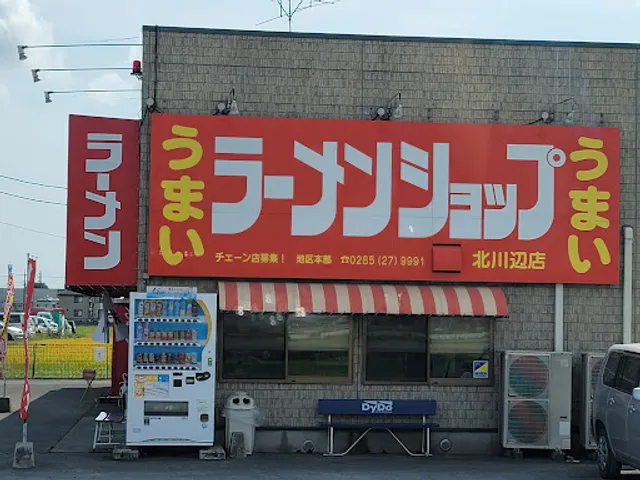 ラーメン
うまい
ラーメンショップ
うまい
チェーン店募集! 地区本部 ☎0285(27)9991
北川辺店
DyDo